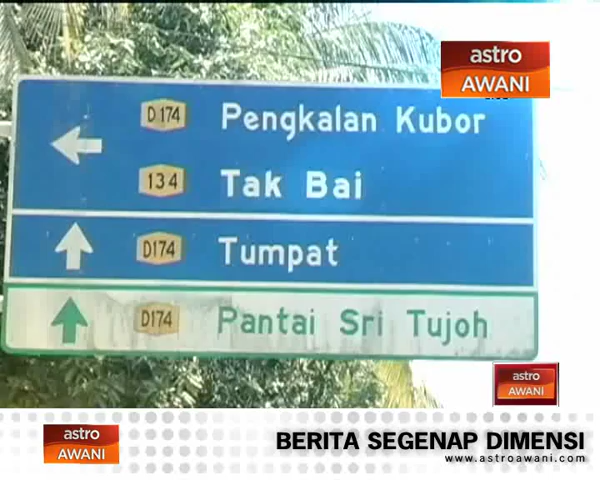 astro
AWANI
D 174 Pengkalan Kubor
134 Tak Bai
D174 Tumpat
D174 Pantai Sri Tujoh
astro
AWANI
astro
AWANI
BERITA SEGENAP DIMENSI
www.astroawani.com